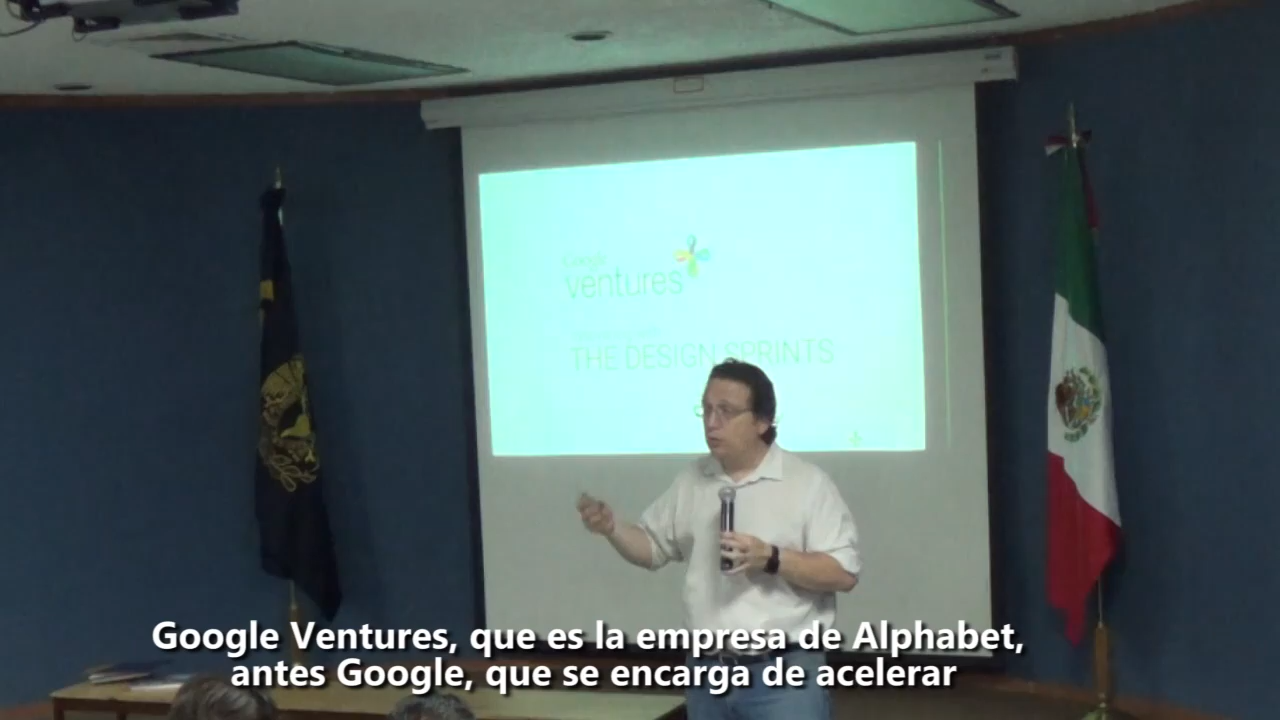 Google
ventures
THE DESIGN SPRINTS
Google Ventures, que es la empresa de Alphabet,
antes Google, que se encarga de acelerar